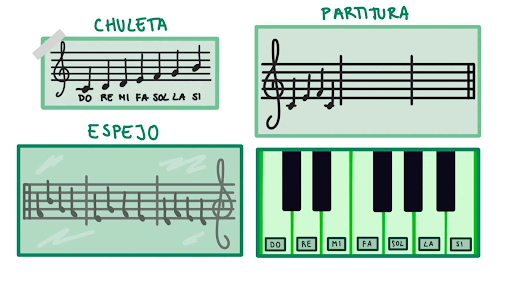 CHULETA
DO RE MI FA SOL LA SI
PARTITURA
ESPEJO
DO RE MI FA SOL LA SI